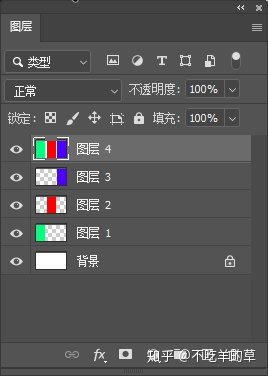 图层
类型
正常
不透明度: 100%
锁定:
填充: 100%
图层 4
图层 3
图层 2
图层 1
背景
fx
知乎 @不吃羊的草